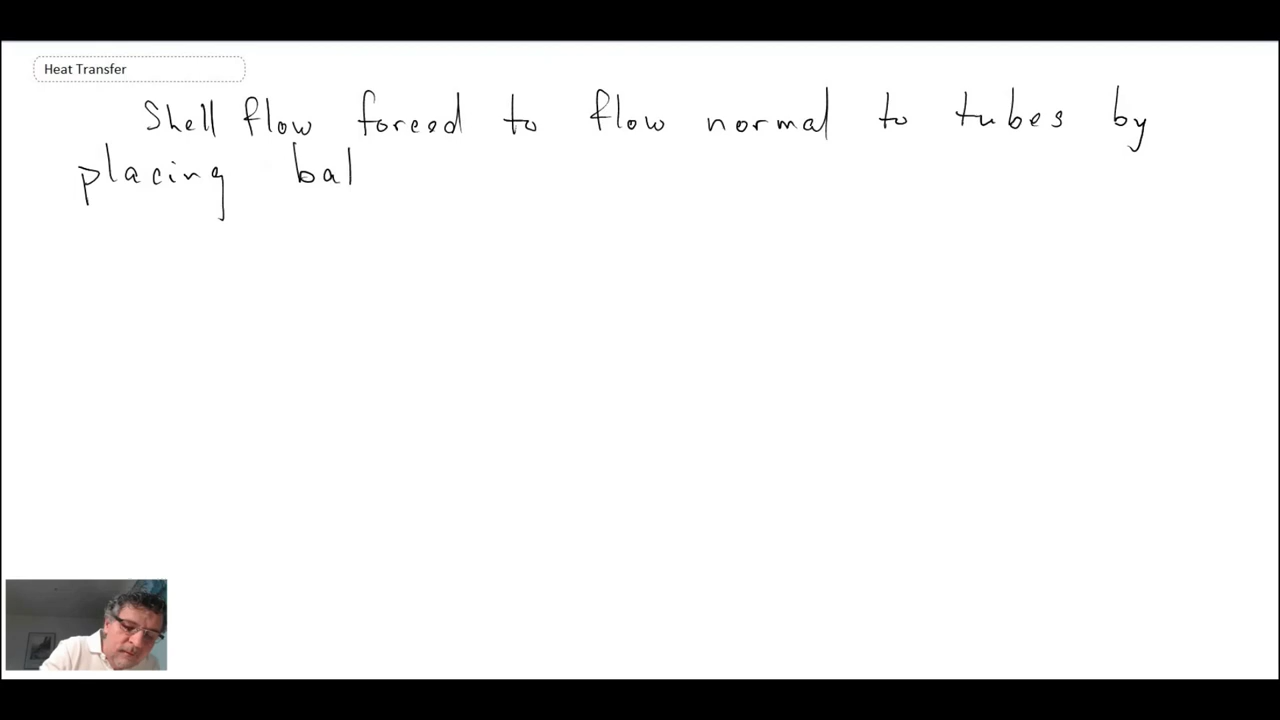 Heat Transfer
Shell flow forced to flow normal to tubes by
placing bal